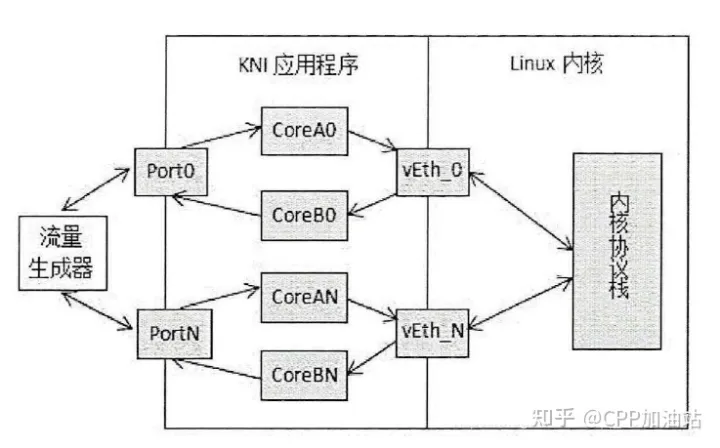 KNI 应用程序
Linux 内核
CoreA0
Port0
vEth_0
CoreB0
流量
生成器
内核协议栈
CoreAN
PortN
vEth_N
CoreBN
知乎 @CPP加油站